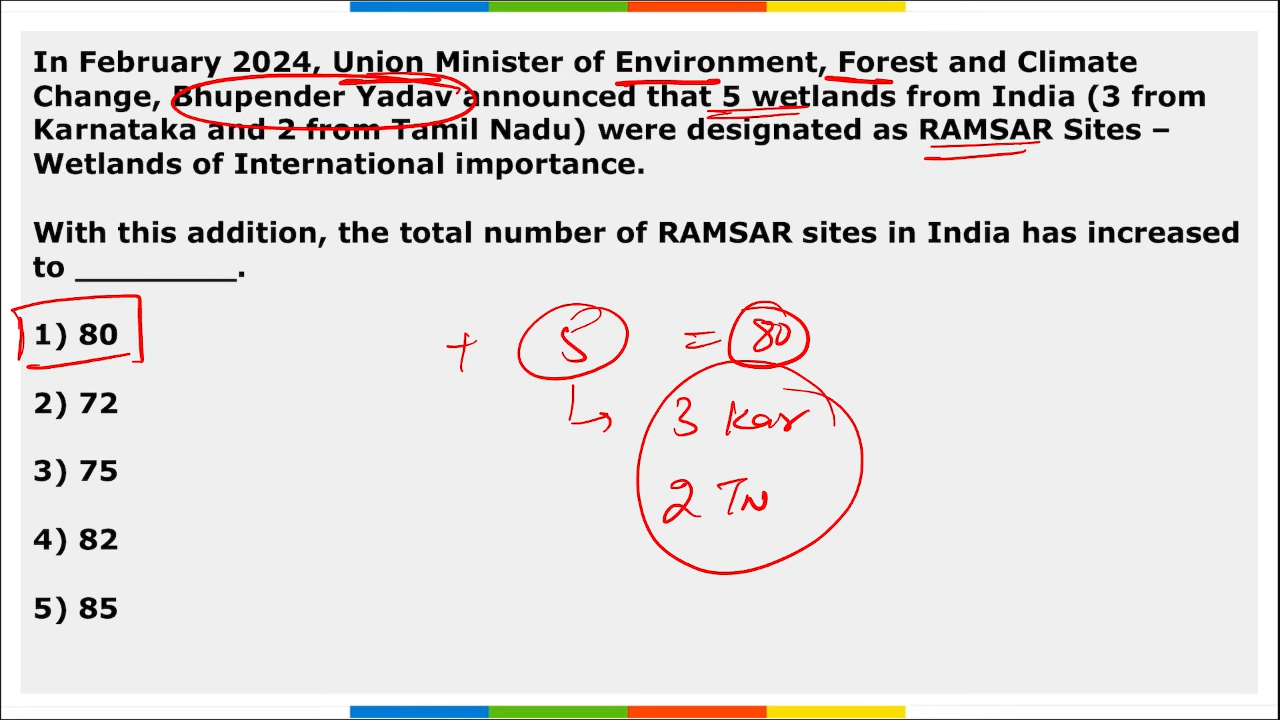 In February 2024, Union Minister of Environment, Forest and Climate
Change, Bhupender Yadav announced that 5 wetlands from India (3 from
Karnataka and 2 from Tamil Nadu) were designated as RAMSAR Sites –
Wetlands of International importance.
With this addition, the total number of RAMSAR sites in India has increased
to _________.
1) 80
+ 5 = 80
2) 72
3 Kar
3) 75
2 TN
4) 82
5) 85